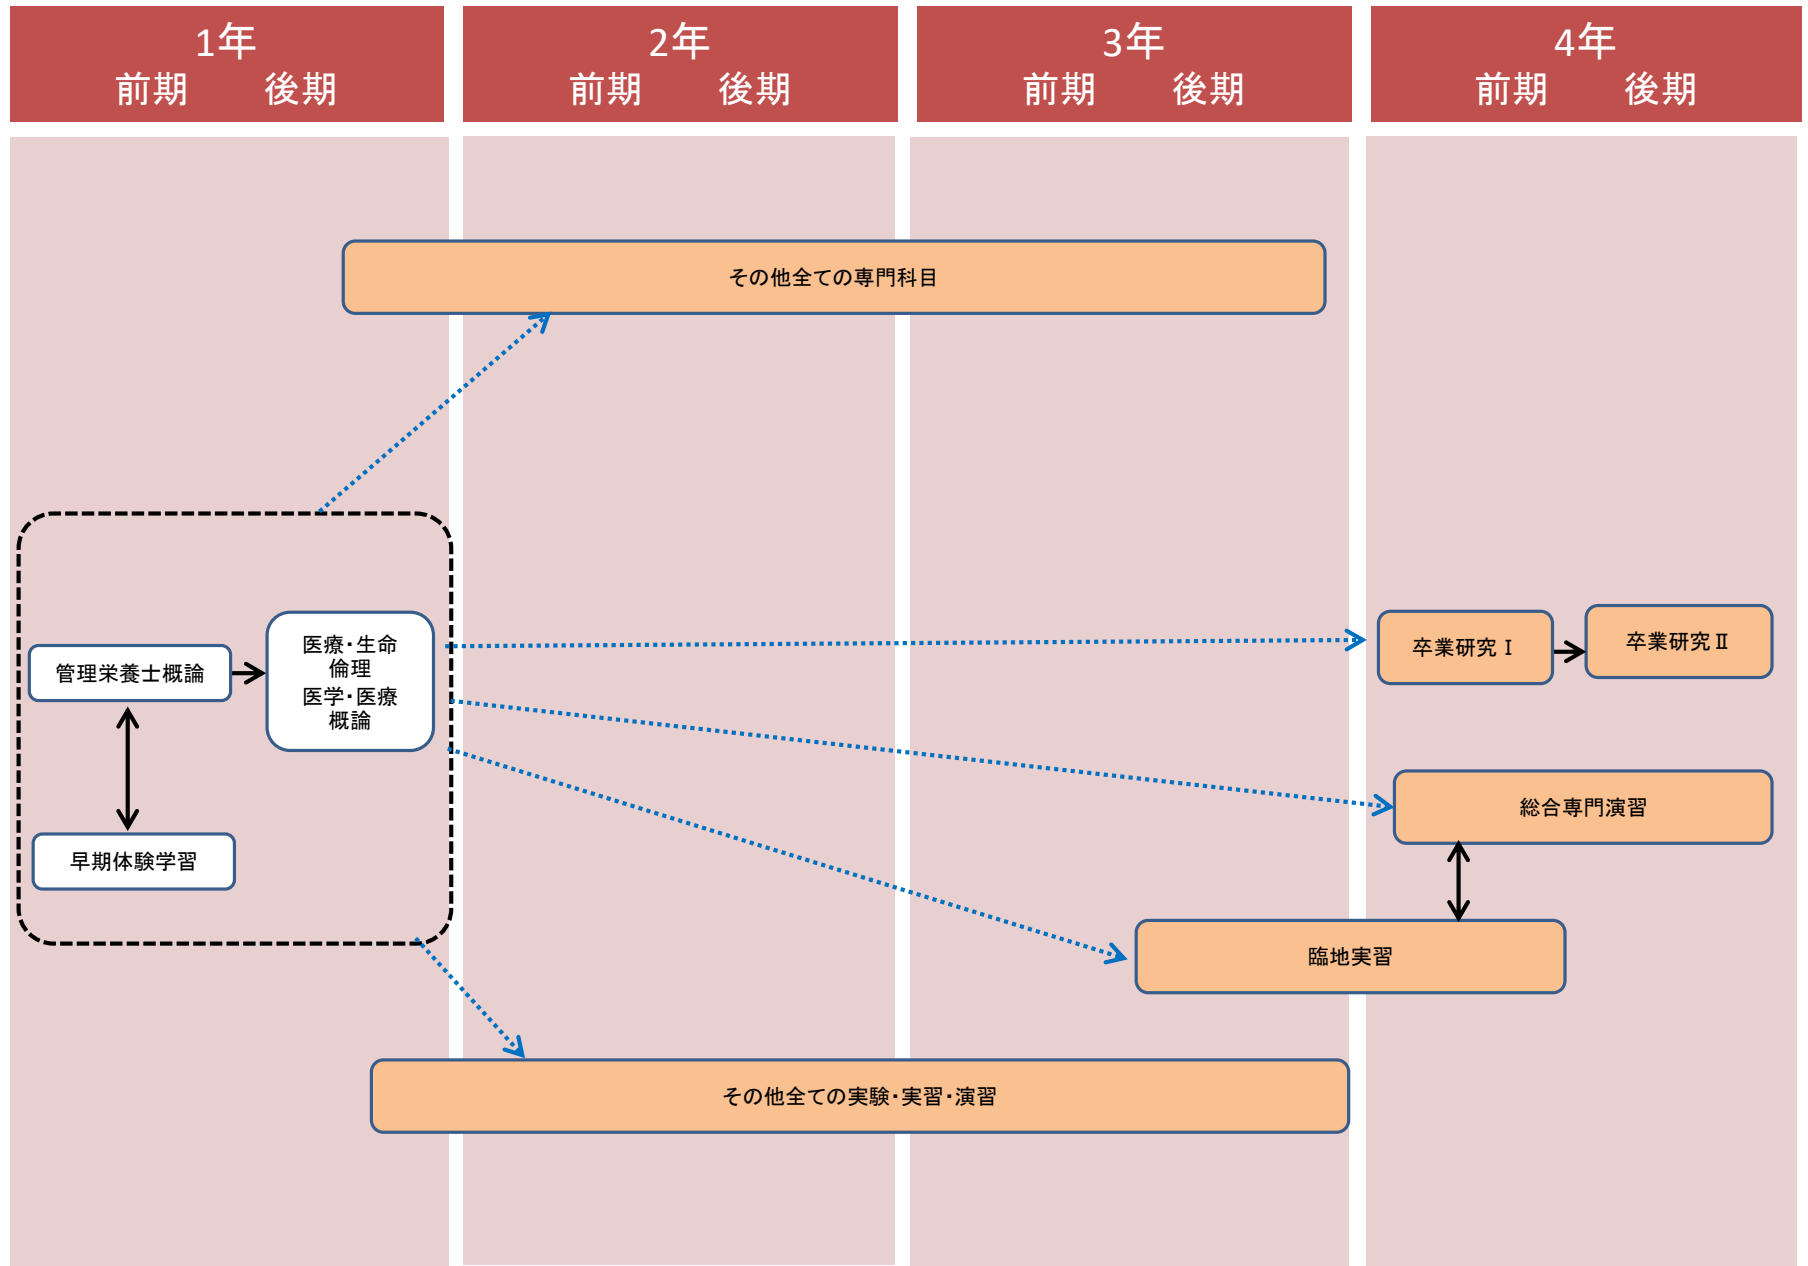 1年
前期 後期
2年
前期 後期
3年
前期 後期
4年
前期 後期
その他全ての専門科目
管理栄養士概論
医療・生命
倫理
医学・医療
概論
早期体験学習
卒業研究Ⅰ
卒業研究Ⅱ
総合専門演習
臨地実習
その他全ての実験・実習・演習